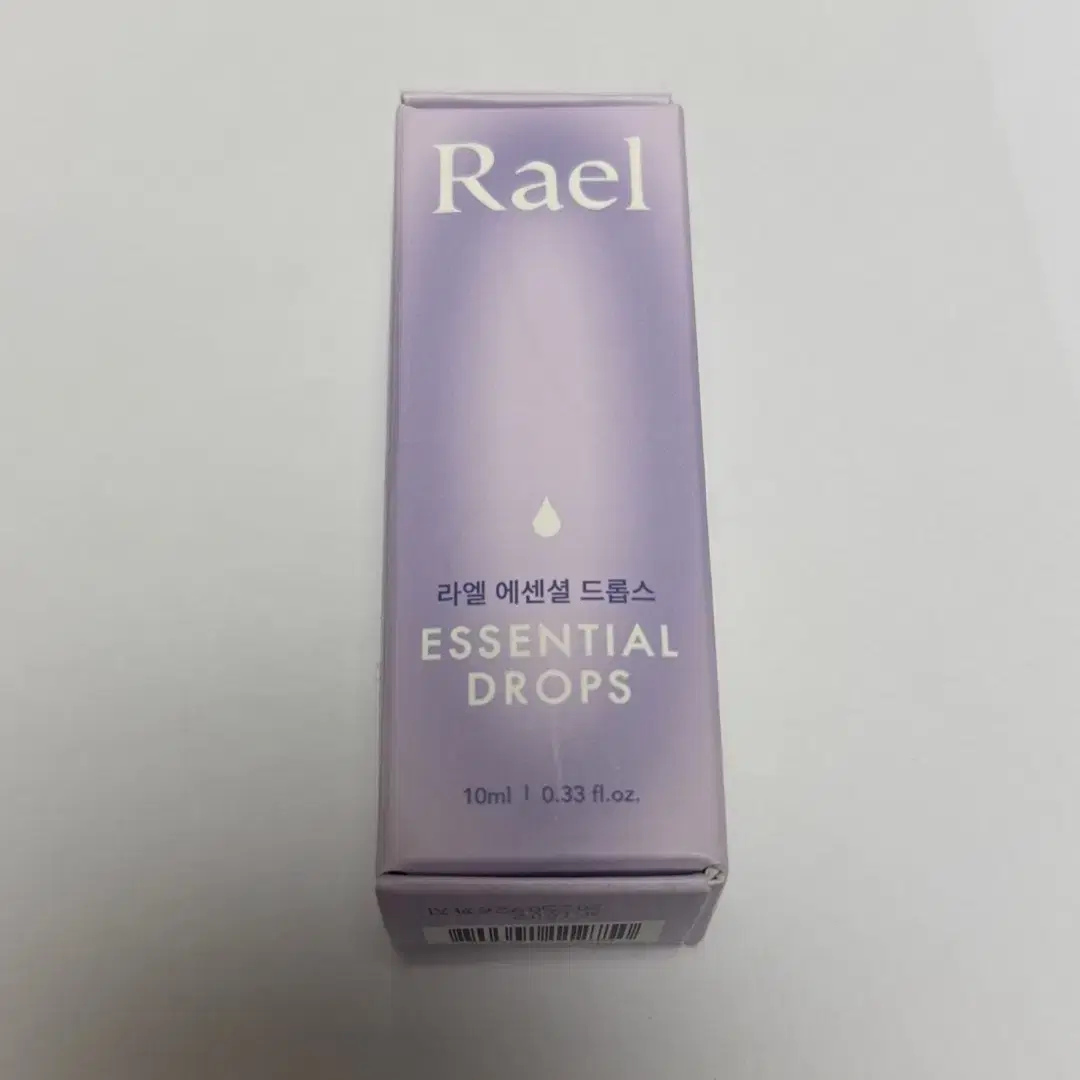 Rael
라엘 에센셜 드롭스
ESSENTIAL
DROPS
10ml | 0.33 fl.oz.